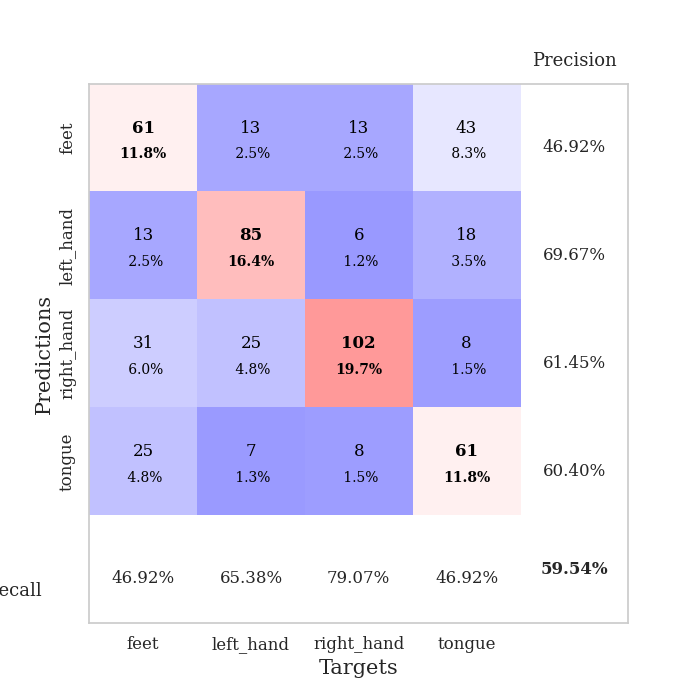 Precision
feet 61 13 13 43 46.92%
11.8% 2.5% 2.5% 8.3%
left_hand 13 85 6 18 69.67%
2.5% 16.4% 1.2% 3.5%
right_hand 31 25 102 8 61.45%
6.0% 4.8% 19.7% 1.5%
tongue 25 7 8 61 60.40%
4.8% 1.3% 1.5% 11.8%
Predictions
ecall 46.92% 65.38% 79.07% 46.92% 59.54%
feet left_hand right_hand tongue
Targets